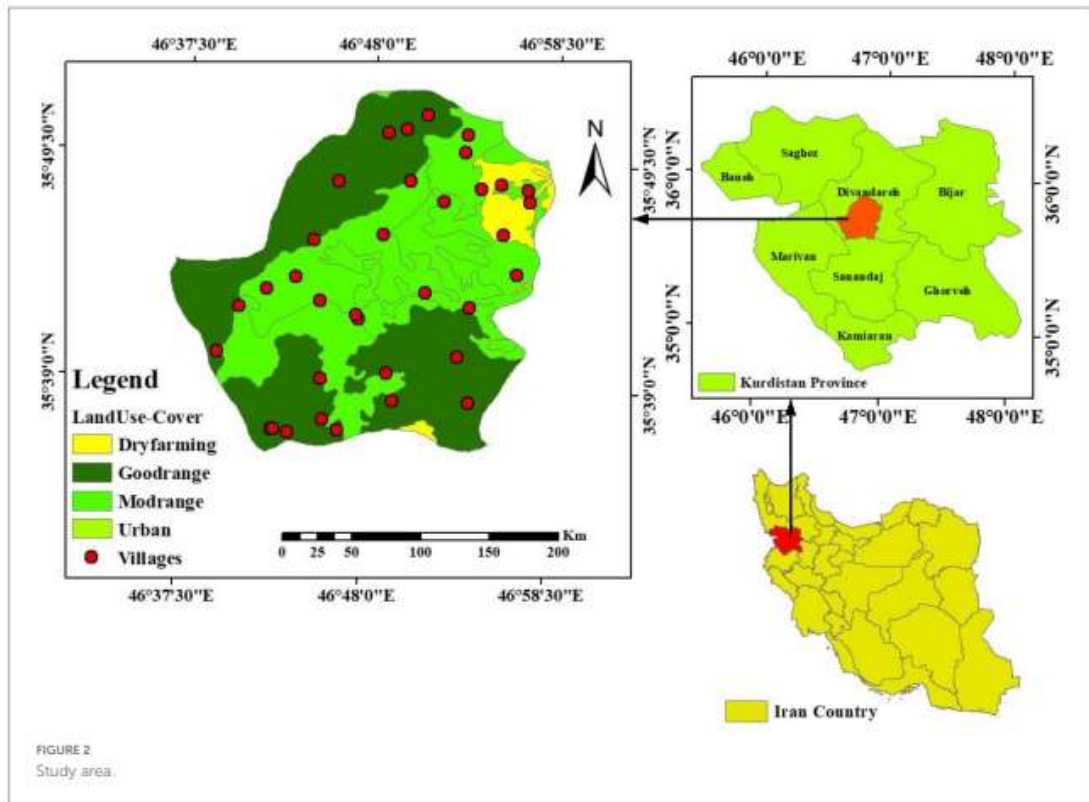 46°37'30"E 46°48'0"E 46°58'30"E
35°49'30"N
35°39'0"N
N
Legend
LandUse-Cover
Dryfarming
Goodrange
Modrange
Urban
Villages
0 25 50 100 150 200 Km
46°37'30"E 46°48'0"E 46°58'30"E
35°49'30"N
35°39'0"N
46°0'0"E 47°0'0"E 48°0'0"E
36°0'0"N
35°0'0"N
Saghez
Baneh
Divandareh
Bijar
Marivan
Sanandaj
Ghorveh
Kamiaran
Kurdistan Province
36°0'0"N
35°0'0"N
46°0'0"E 47°0'0"E 48°0'0"E
Iran Country
FIGURE 2
Study area.